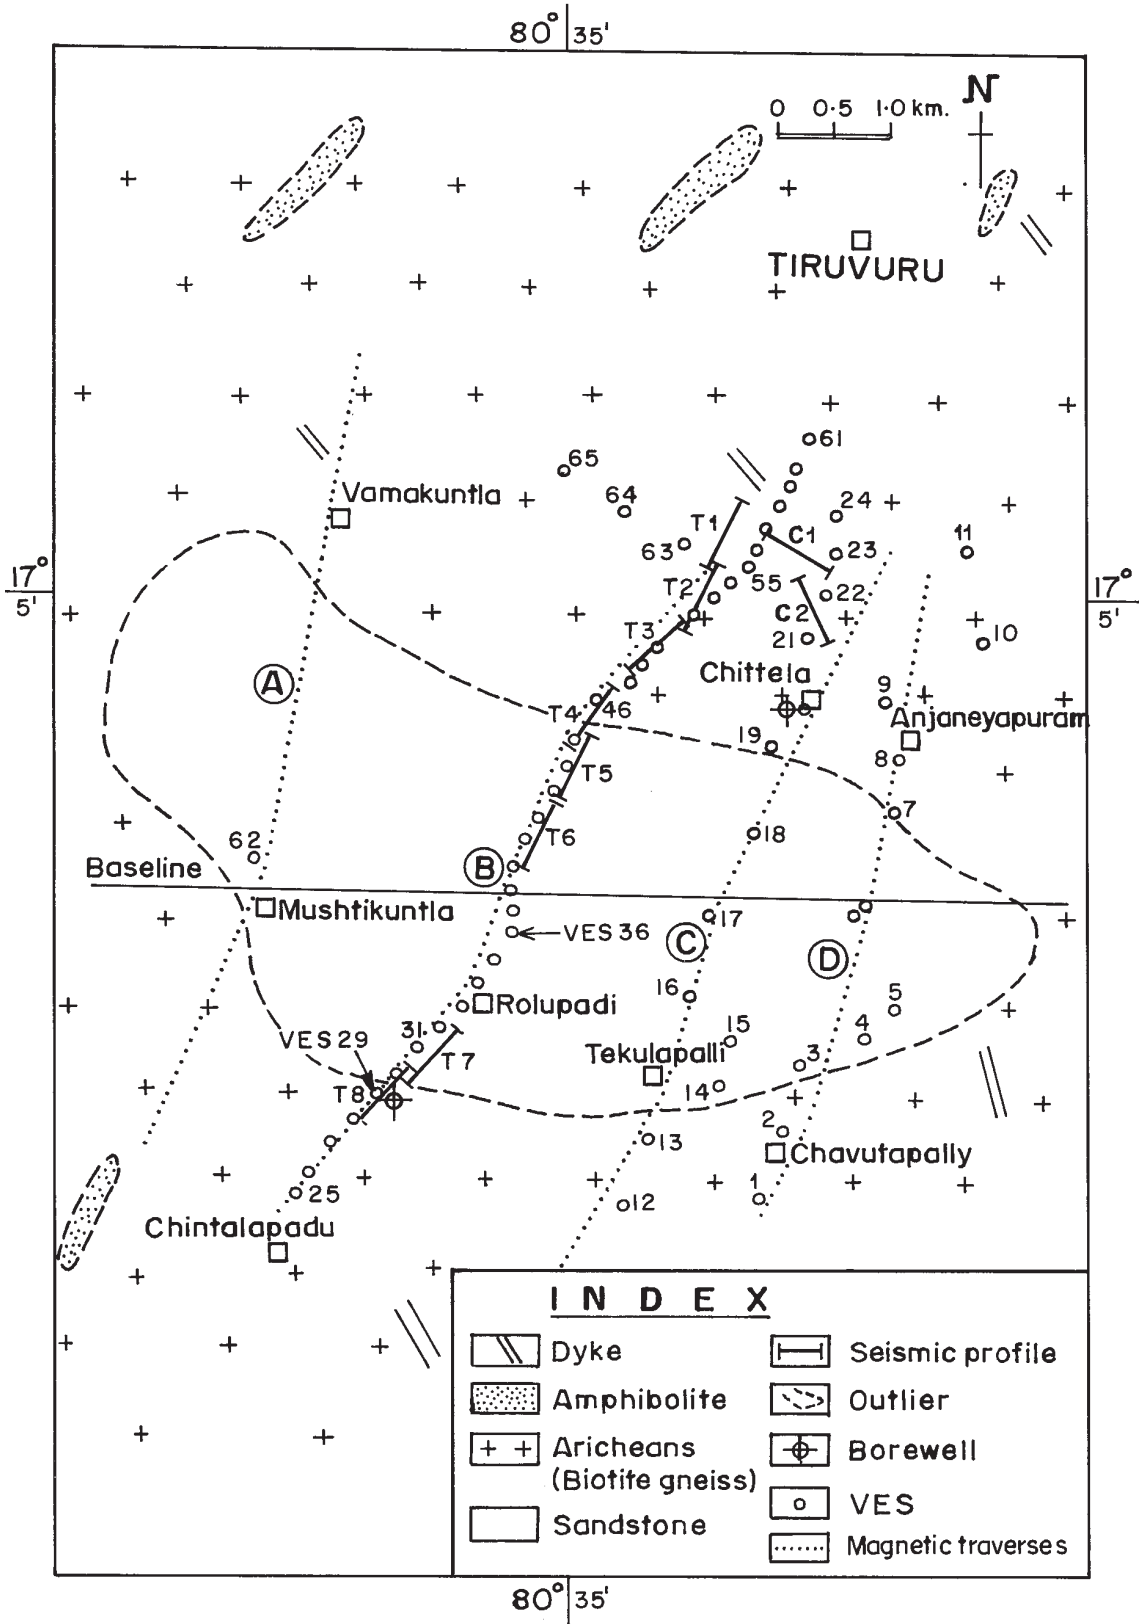 80° 35'
N
0 0·5 1·0 km.
TIRUVURU
61
65
64
24
Vamakuntla
T1
C1
11
63
23
17° 5'
T2
55
22
17° 5'
C2
T3
21
10
Chittela
A
9
T4
46
Anjaneyapuram
19
8
T5
7
18
T6
62
Baseline
B
Mushtikuntla
17
VES 36
C
D
16
5
Rolupadi
31
15
4
VES 29
Tekulapalli
3
T7
T8
14
2
13
Chavutapally
25
12
1
Chintalapadu
INDEX
Dyke
Seismic profile
Amphibolite
Outlier
Aricheans
(Biotite gneiss)
Borewell
Sandstone
VES
Magnetic traverses
80° 35'